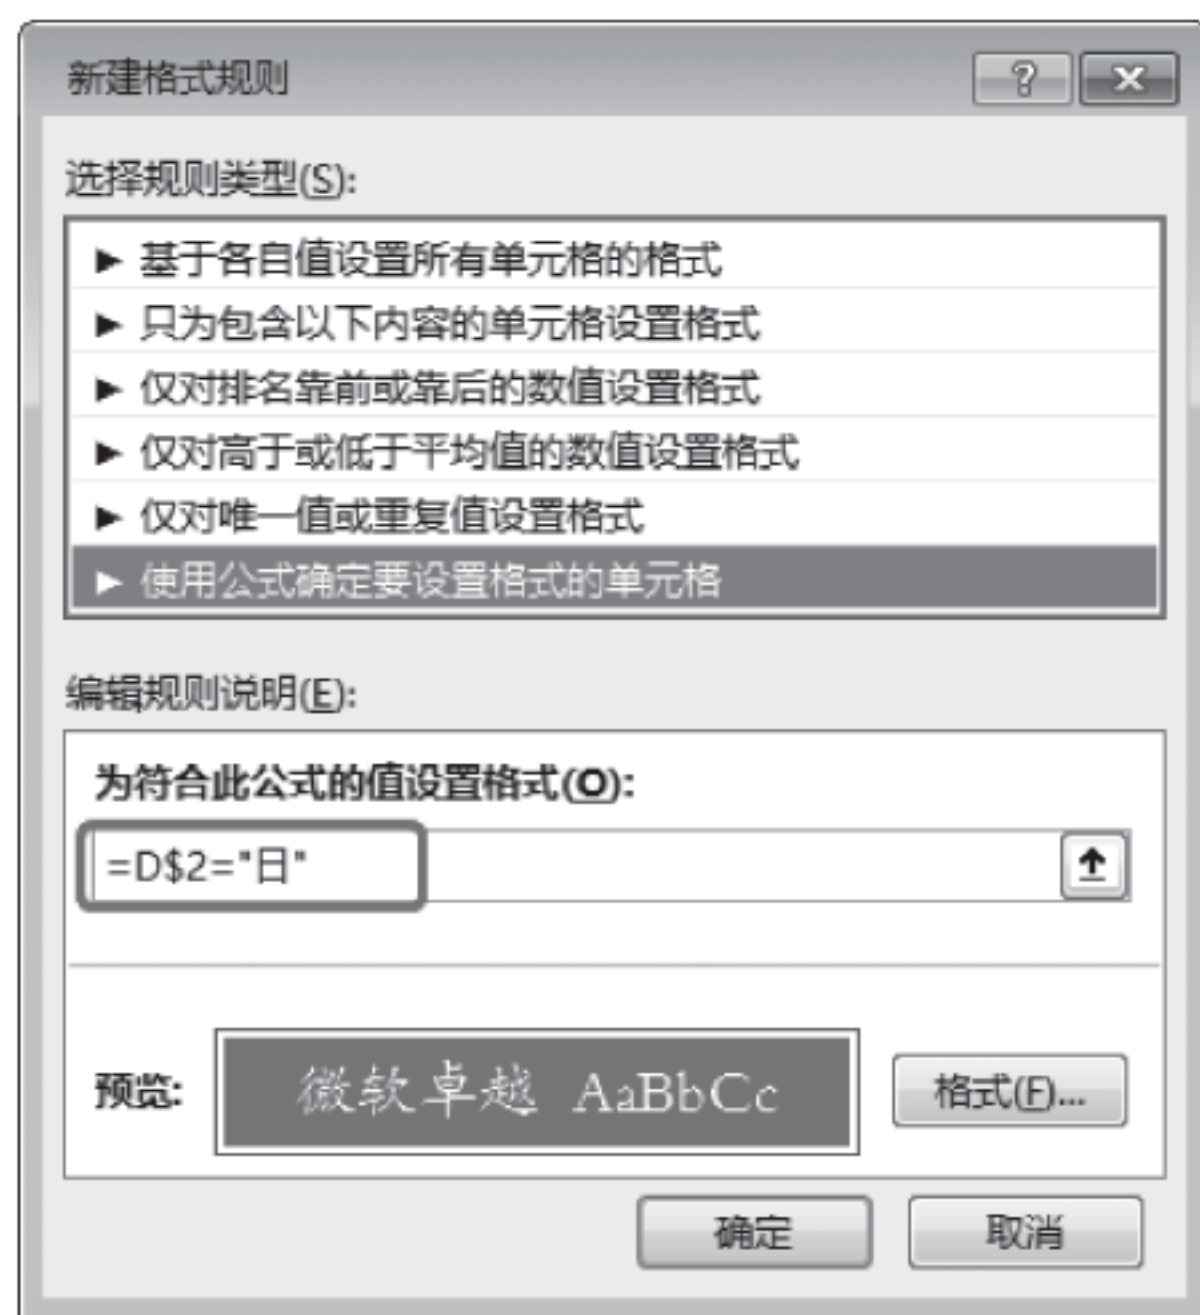 新建格式规则
选择规则类型(S):
► 基于各自值设置所有单元格的格式
► 只为包含以下内容的单元格设置格式
► 仅对排名靠前或靠后的数值设置格式
► 仅对高于或低于平均值的数值设置格式
► 仅对唯一值或重复值设置格式
► 使用公式确定要设置格式的单元格
编辑规则说明(E):
为符合此公式的值设置格式(O):
=D$2="日"
预览: 微软卓越 AaBbCc 格式(F)...
确定 取消